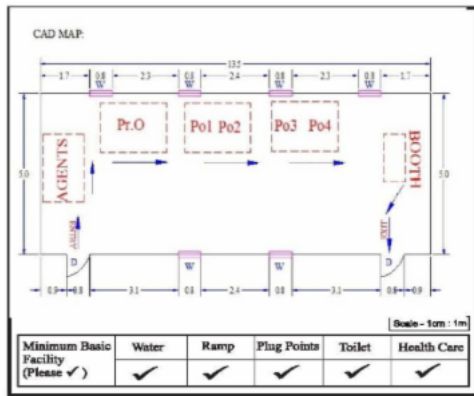 CAD MAP:
13.5
1.7 0.8 2.3 0.8 2.4 0.8 2.3 0.8 1.7
W W W W
Pr.O Po1 Po2 Po3 Po4
AGENTS
BOOTH
5.0 5.0
ENTRY EXIT
D W W D
0.9 0.8 3.1 0.8 2.4 0.8 3.1 0.8 0.9
Scale - 1cm : 1m
Minimum Basic Facility (Please ✓) Water Ramp Plug Points Toilet Health Care
✓ ✓ ✓ ✓ ✓